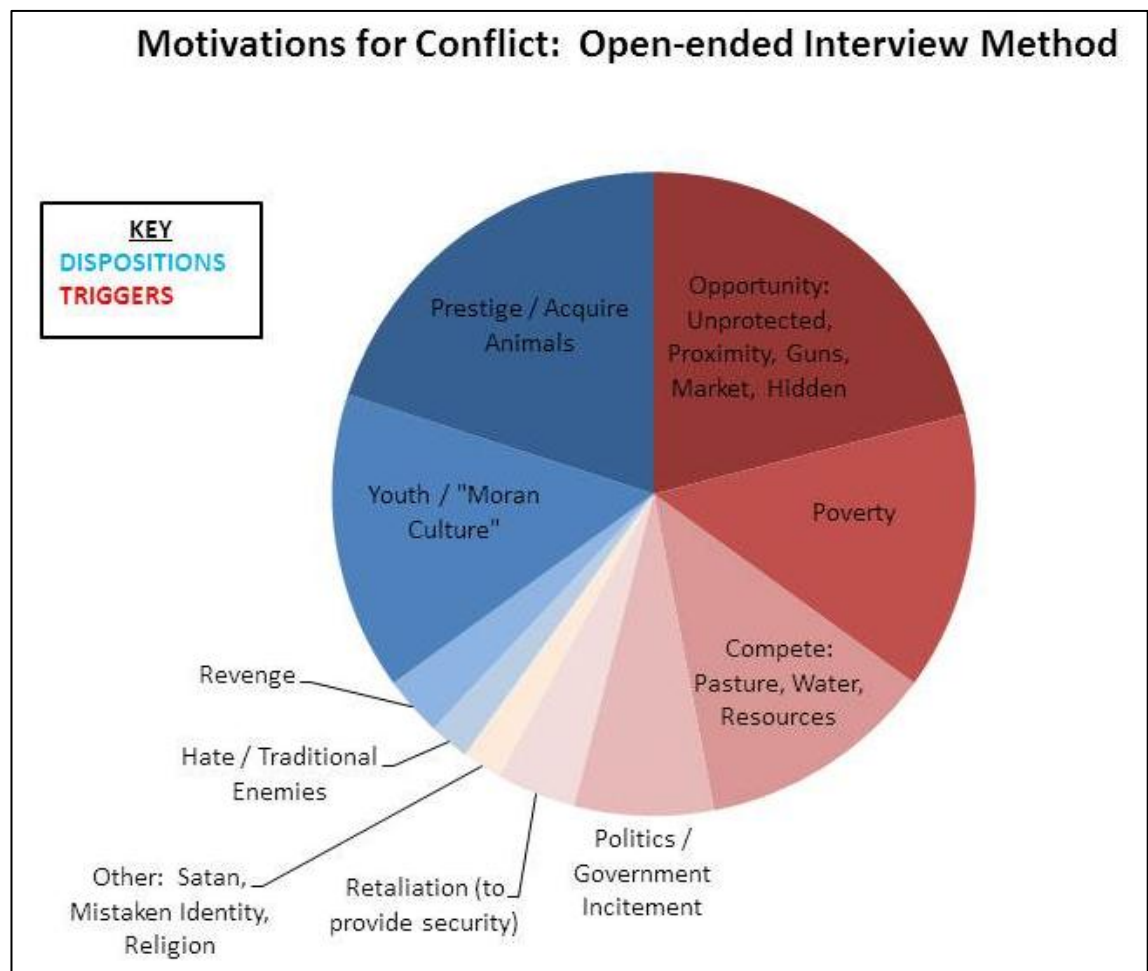 Motivations for Conflict: Open-ended Interview Method
KEY
DISPOSITIONS
TRIGGERS
Opportunity:
Unprotected,
Proximity, Guns,
Market, Hidden
Poverty
Compete:
Pasture, Water,
Resources
Politics /
Government
Incitement
Retaliation (to
provide security)
Other: Satan,
Mistaken Identity,
Religion
Hate / Traditional
Enemies
Revenge
Youth / "Moran
Culture"
Prestige / Acquire
Animals